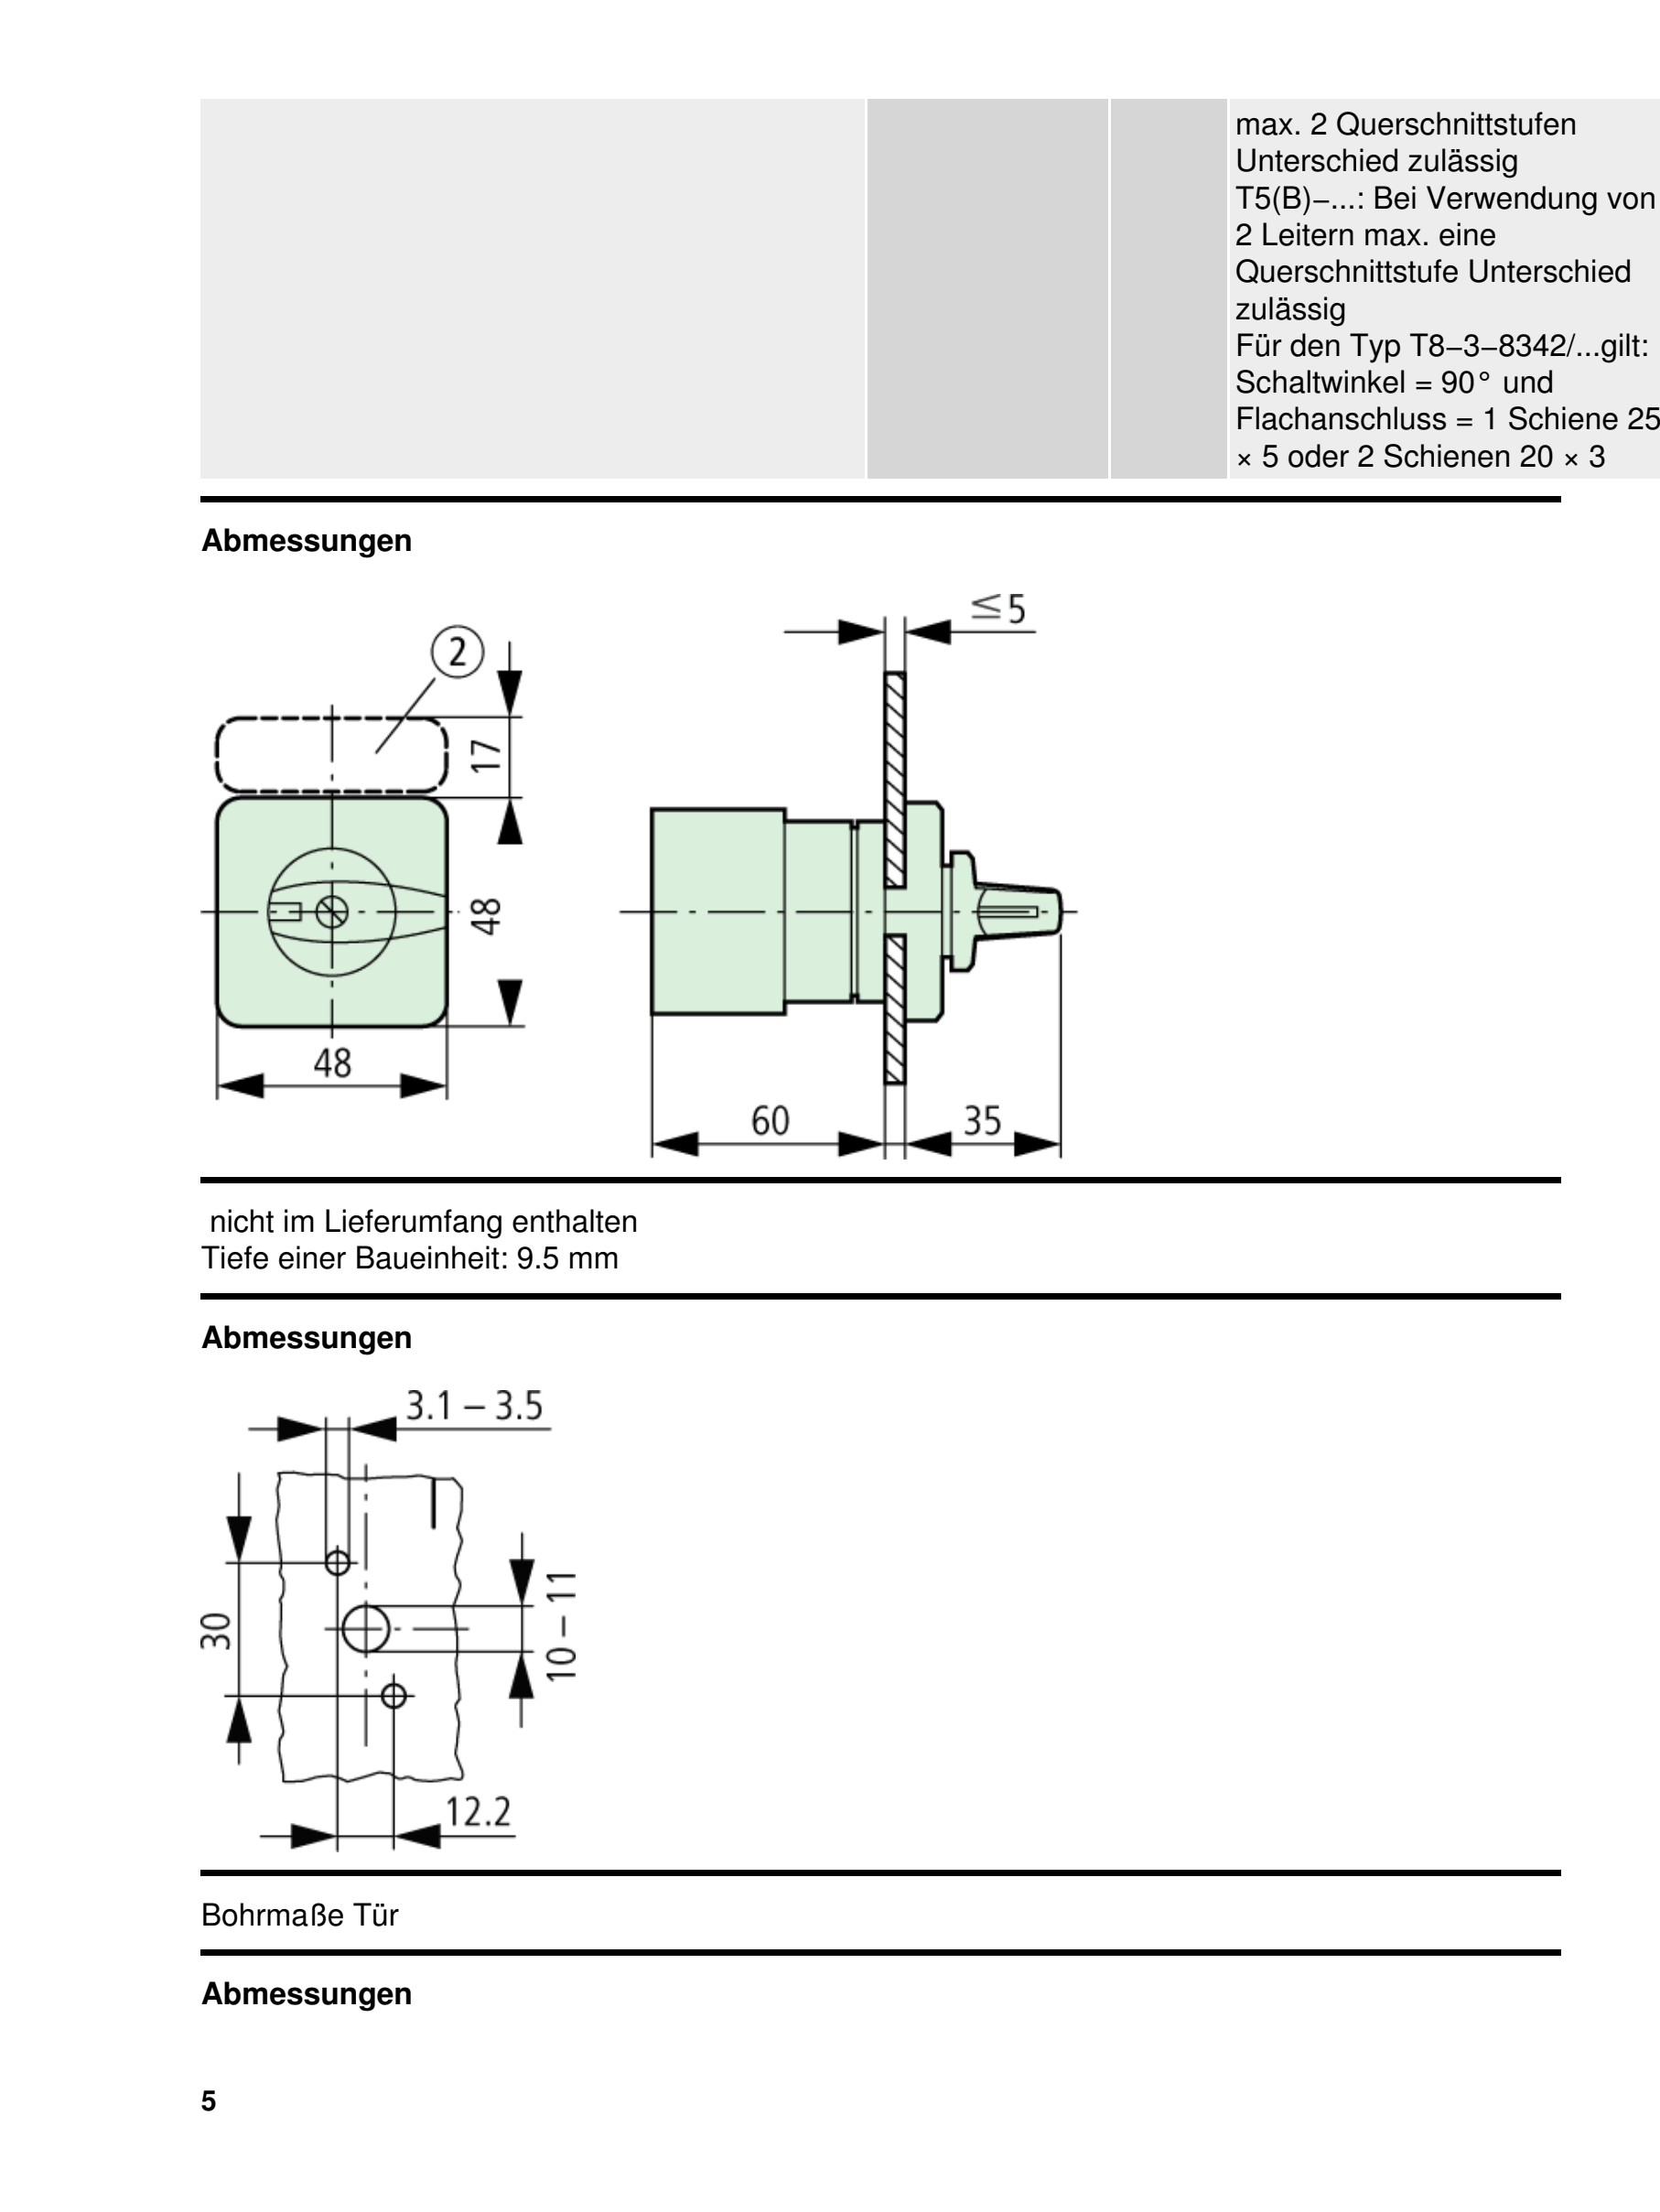 max. 2 Querschnittstufen
Unterschied zulässig
T5(B)–...: Bei Verwendung von
2 Leitern max. eine
Querschnittstufe Unterschied
zulässig
Für den Typ T8–3–8342/...gilt:
Schaltwinkel = 90° und
Flachanschluss = 1 Schiene 25
× 5 oder 2 Schienen 20 × 3
Abmessungen
≤5
2
17
48
48
60
35
nicht im Lieferumfang enthalten
Tiefe einer Baueinheit: 9.5 mm
Abmessungen
3.1 – 3.5
30
10 – 11
12.2
Bohrmaße Tür
Abmessungen
5